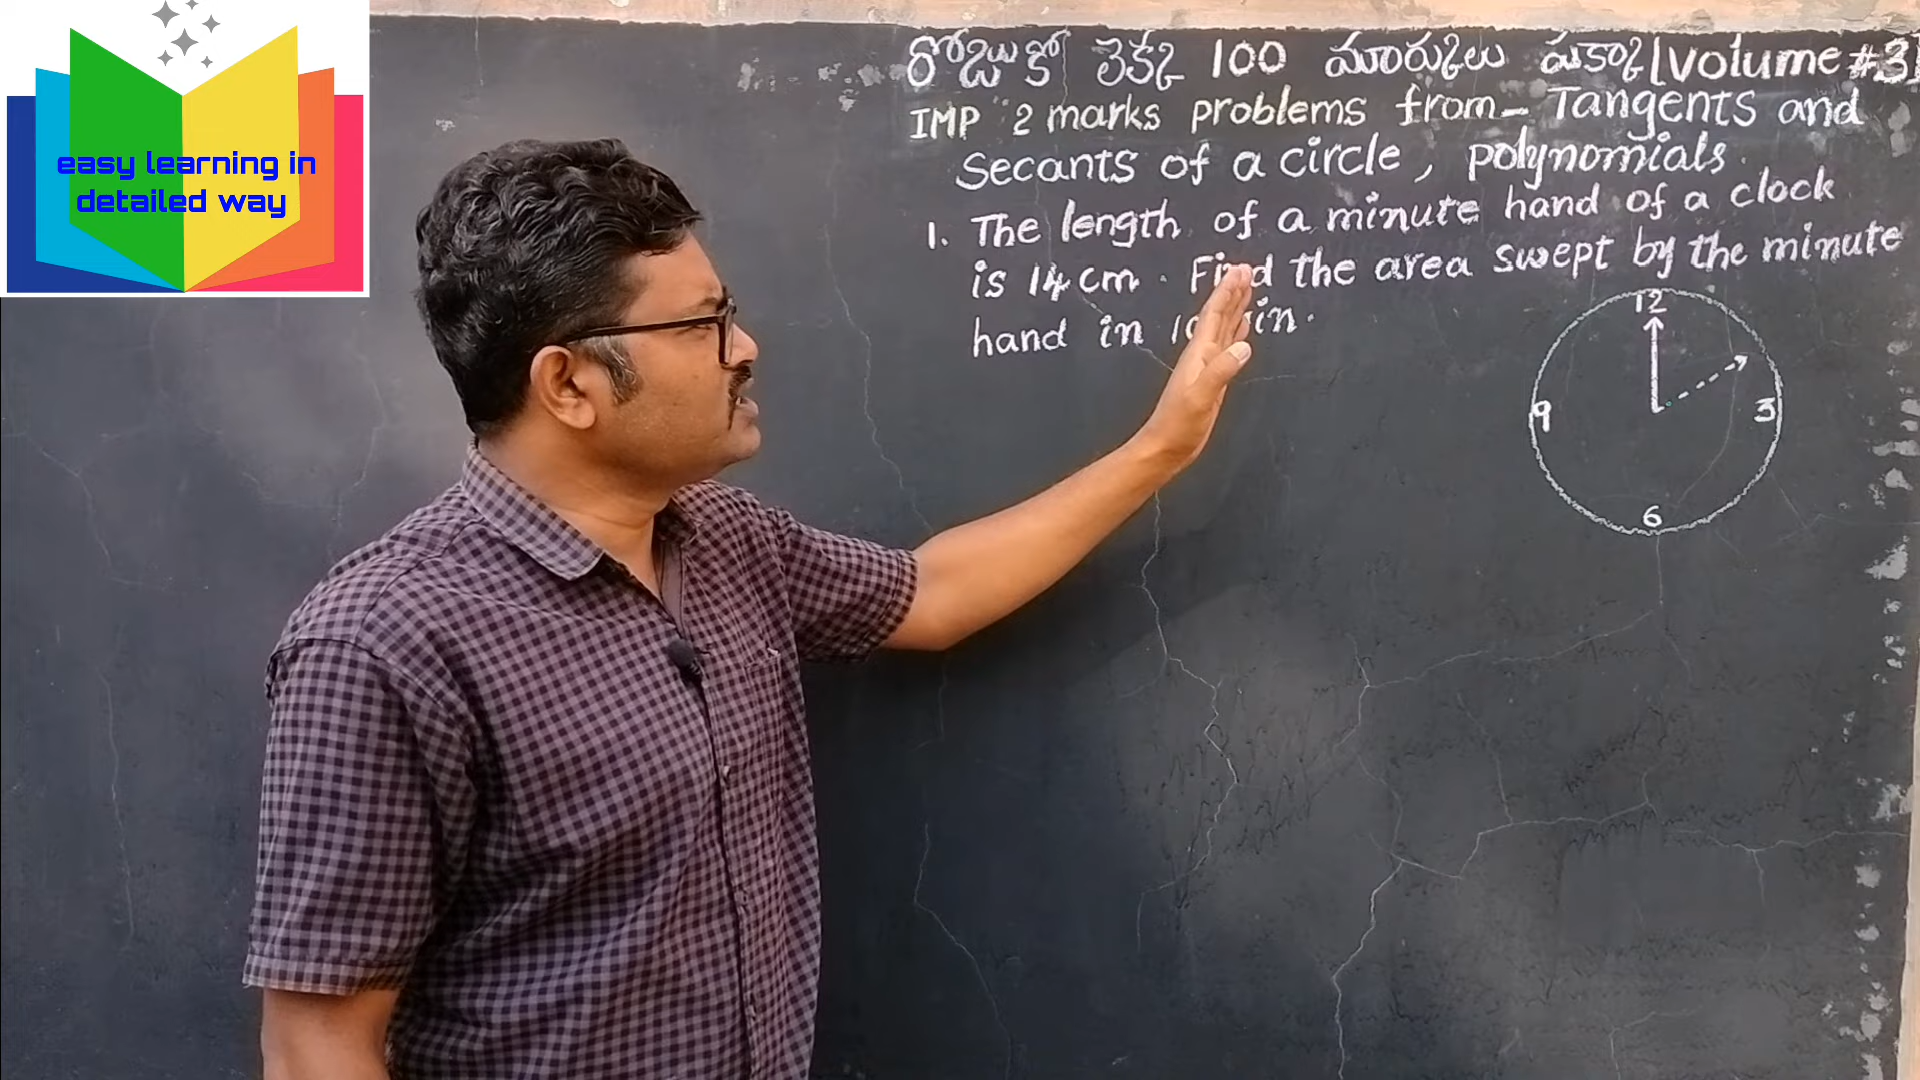 easy learning in
detailed way
రోజుకో లెక్క 100 మార్కులు పక్కా [volume #3]
IMP 2 marks problems from - Tangents and
Secants of a circle, polynomials.
1. The length of a minute hand of a clock
is 14 cm. Find the area swept by the minute
hand in
12
9
3
6